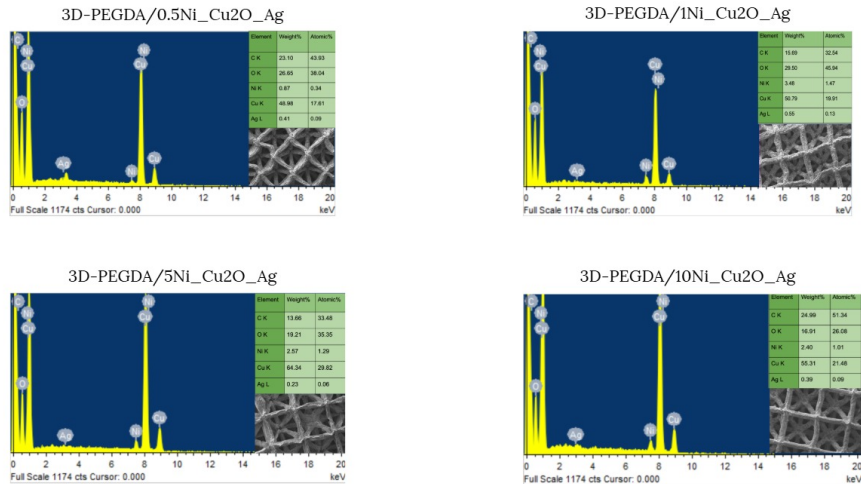 3D-PEGDA/0.5Ni_Cu2O_Ag
Element Weight% Atomic%
C K 23.10 43.93
O K 26.65 38.04
Ni K 0.87 0.34
Cu K 48.98 17.61
Ag L 0.41 0.09
C
Ni
Cu
O
Ag
Ni
Ni
Cu
Cu
0 2 4 6 8 10 12 14 16 18 20
Full Scale 1174 cts Cursor: 0.000 keV
3D-PEGDA/1Ni_Cu2O_Ag
Element Weight% Atomic%
C K 15.69 32.54
O K 29.50 45.94
Ni K 3.46 1.47
Cu K 50.79 19.91
Ag L 0.55 0.13
C
Ni
Cu
O
Ag
Ni
Cu
Ni
Cu
0 2 4 6 8 10 12 14 16 18 20
Full Scale 1174 cts Cursor: 0.000 keV
3D-PEGDA/5Ni_Cu2O_Ag
Element Weight% Atomic%
C K 13.66 33.48
O K 19.21 35.35
Ni K 2.57 1.29
Cu K 64.34 29.82
Ag L 0.23 0.06
C
Ni
Cu
O
Ag
Ni
Ni
Cu
Cu
0 2 4 6 8 10 12 14 16 18 20
Full Scale 1174 cts Cursor: 0.000 keV
3D-PEGDA/10Ni_Cu2O_Ag
Element Weight% Atomic%
C K 24.99 51.34
O K 16.01 26.08
Ni K 2.40 1.01
Cu K 55.31 21.48
Ag L 0.39 0.09
C
Ni
Cu
O
Ag
Ni
Ni
Cu
Cu
0 2 4 6 8 10 12 14 16 18 20
Full Scale 1174 cts Cursor: 0.000 keV